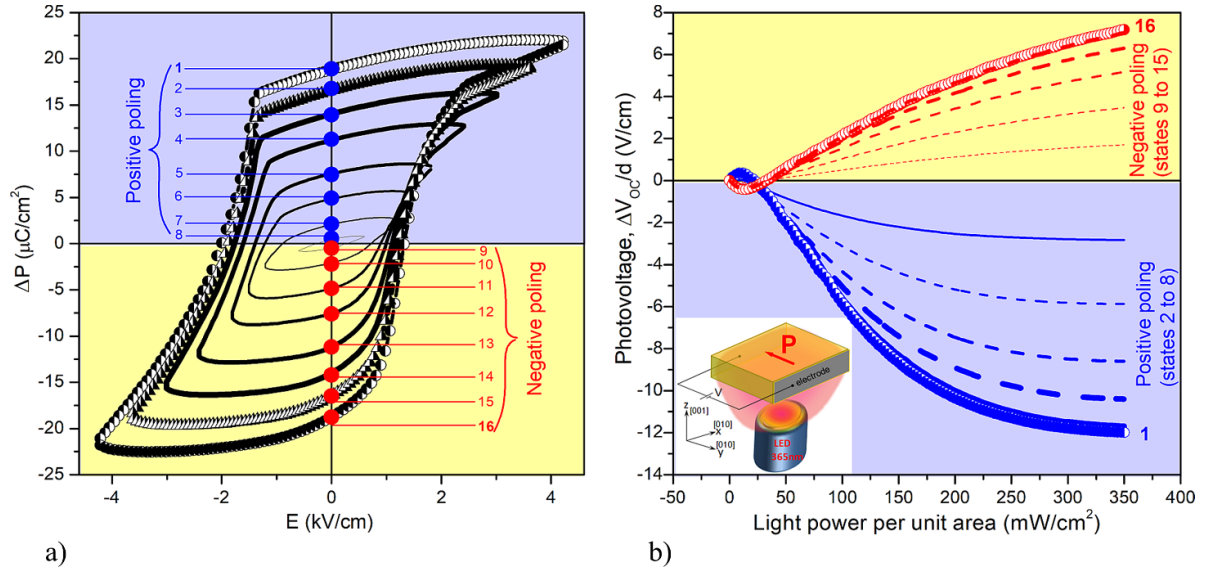 25
20
15
10
5
0
-5
-10
-15
-20
-25
ΔP (μC/cm²)
Positive poling
1
2
3
4
5
6
7
8
9
10
11
12
13
14
15
16
Negative poling
-4
-2
0
2
4
E (kV/cm)
a)
8
6
4
2
0
-2
-4
-6
-8
-10
-12
-14
Photovoltage, ΔV_OC/d (V/cm)
16
Negative poling
(states 9 to 15)
Positive poling
(states 2 to 8)
1
P
electrode
V
z
[001]
[010]
x
[010]
y
LED
365nm
-50
0
50
100
150
200
250
300
350
400
Light power per unit area (mW/cm²)
b)